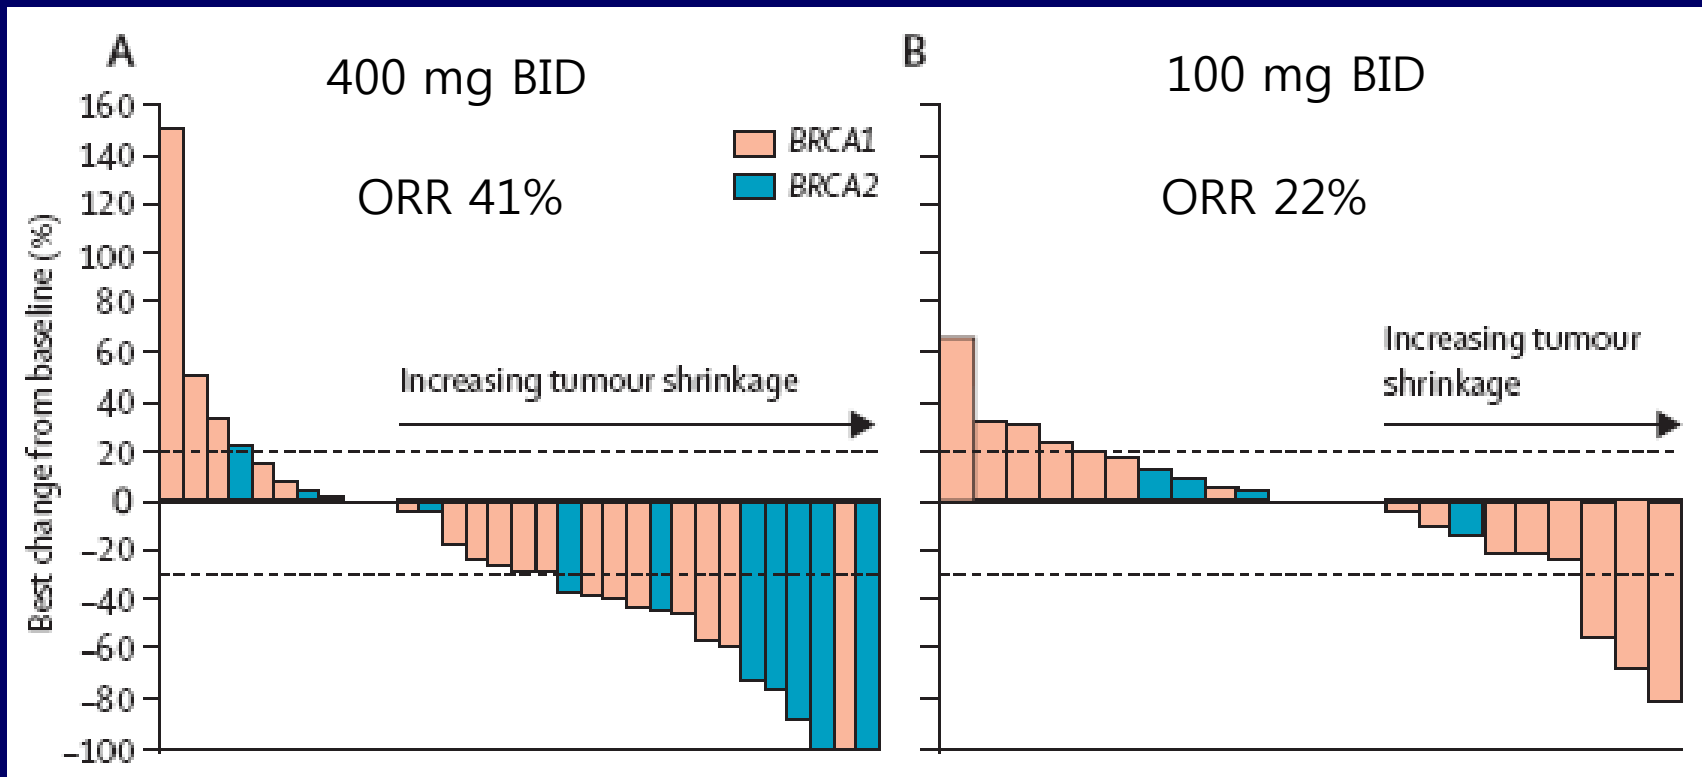 A
400 mg BID
160
140
120
100
80
60
40
20
0
–20
–40
–60
–80
–100
Best change from baseline (%)
BRCA1
BRCA2
ORR 41%
Increasing tumour shrinkage
B
100 mg BID
ORR 22%
Increasing tumour
shrinkage